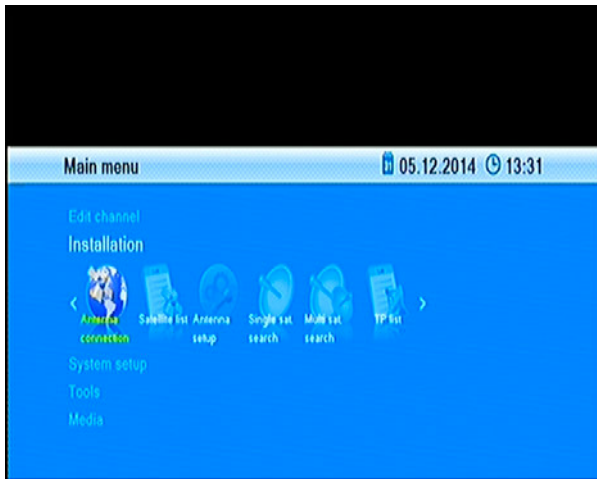 Main menu 31 05.12.2014 13:31
Edit channel
Installation
Antenna connection
Satellite list
Antenna setup
Single sat. search
Multi sat. search
TP list
System setup
Tools
Media